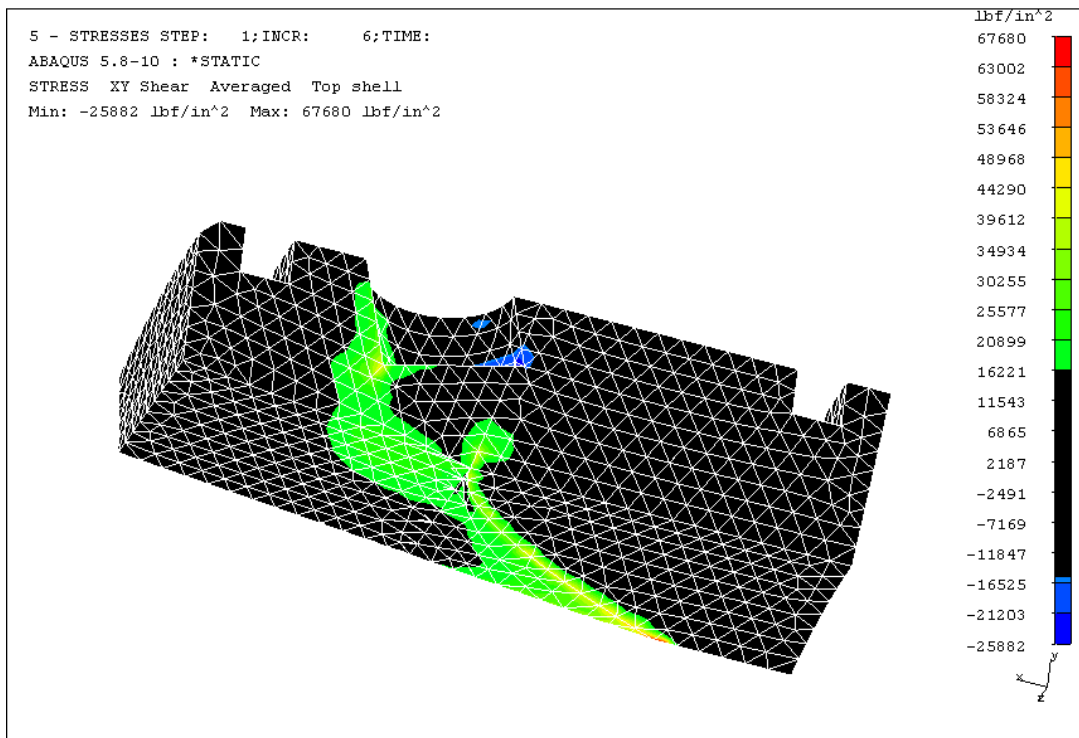 5 - STRESSES STEP: 1;INCR: 6;TIME:
ABAQUS 5.8-10 : *STATIC
STRESS XY Shear Averaged Top shell
Min: -25882 lbf/in^2 Max: 67680 lbf/in^2
lbf/in^2
67680
63002
58324
53646
48968
44290
39612
34934
30255
25577
20899
16221
11543
6865
2187
-2491
-7169
-11847
-16525
-21203
-25882
y
x
z